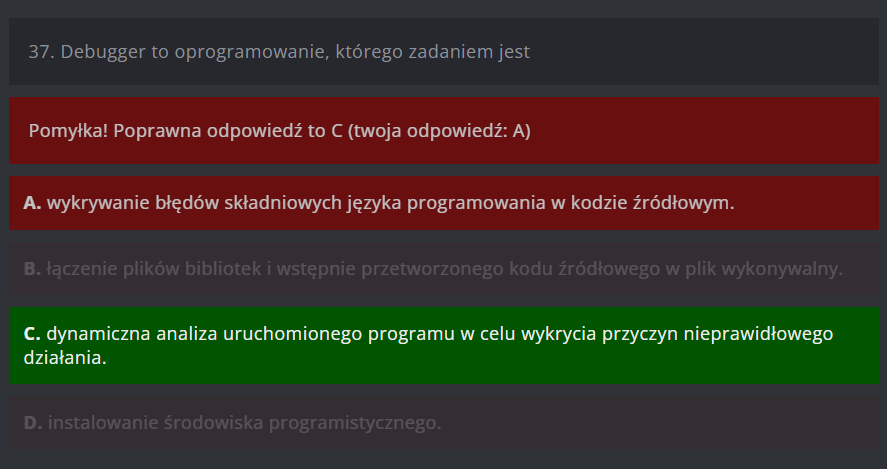 37. Debugger to oprogramowanie, którego zadaniem jest
Pomyłka! Poprawna odpowiedź to C (twoja odpowiedź: A)
A. wykrywanie błędów składniowych języka programowania w kodzie źródłowym.
B. łączenie plików bibliotek i wstępnie przetworzonego kodu źródłowego w plik wykonywalny.
C. dynamiczna analiza uruchomionego programu w celu wykrycia przyczyn nieprawidłowego
działania.
D. instalowanie środowiska programistycznego.